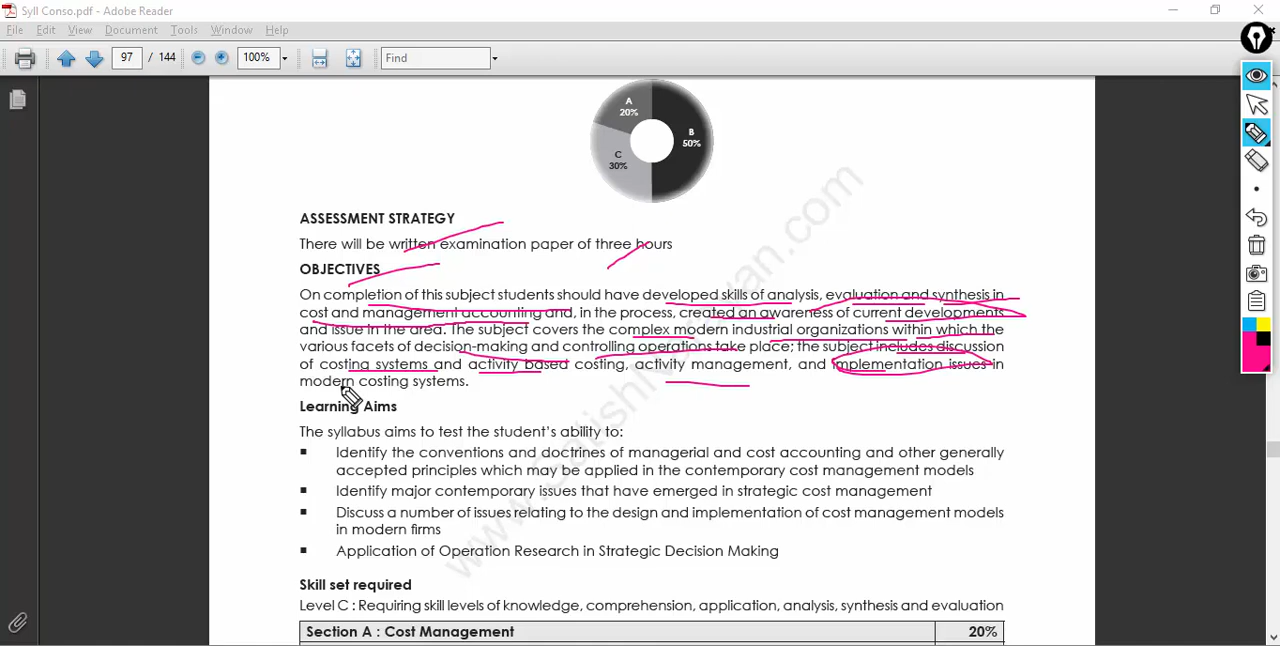 Syll Conso.pdf - Adobe Reader
File Edit View Document Tools Window Help
97 / 144 100% Find
A
20%
B
50%
C
30%
ASSESSMENT STRATEGY
There will be written examination paper of three hours
OBJECTIVES
On completion of this subject students should have developed skills of analysis, evaluation and synthesis in
cost and management accounting and, in the process, created an awareness of current developments
and issue in the area. The subject covers the complex modern industrial organizations within which the
various facets of decision-making and controlling operations take place; the subject includes discussion
of costing systems and activity based costing, activity management, and implementation issues in
modern costing systems.
Learning Aims
The syllabus aims to test the student's ability to:
Identify the conventions and doctrines of managerial and cost accounting and other generally
accepted principles which may be applied in the contemporary cost management models
Identify major contemporary issues that have emerged in strategic cost management
Discuss a number of issues relating to the design and implementation of cost management models
in modern firms
Application of Operation Research in Strategic Decision Making
Skill set required
Level C : Requiring skill levels of knowledge, comprehension, application, analysis, synthesis and evaluation
Section A : Cost Management 20%